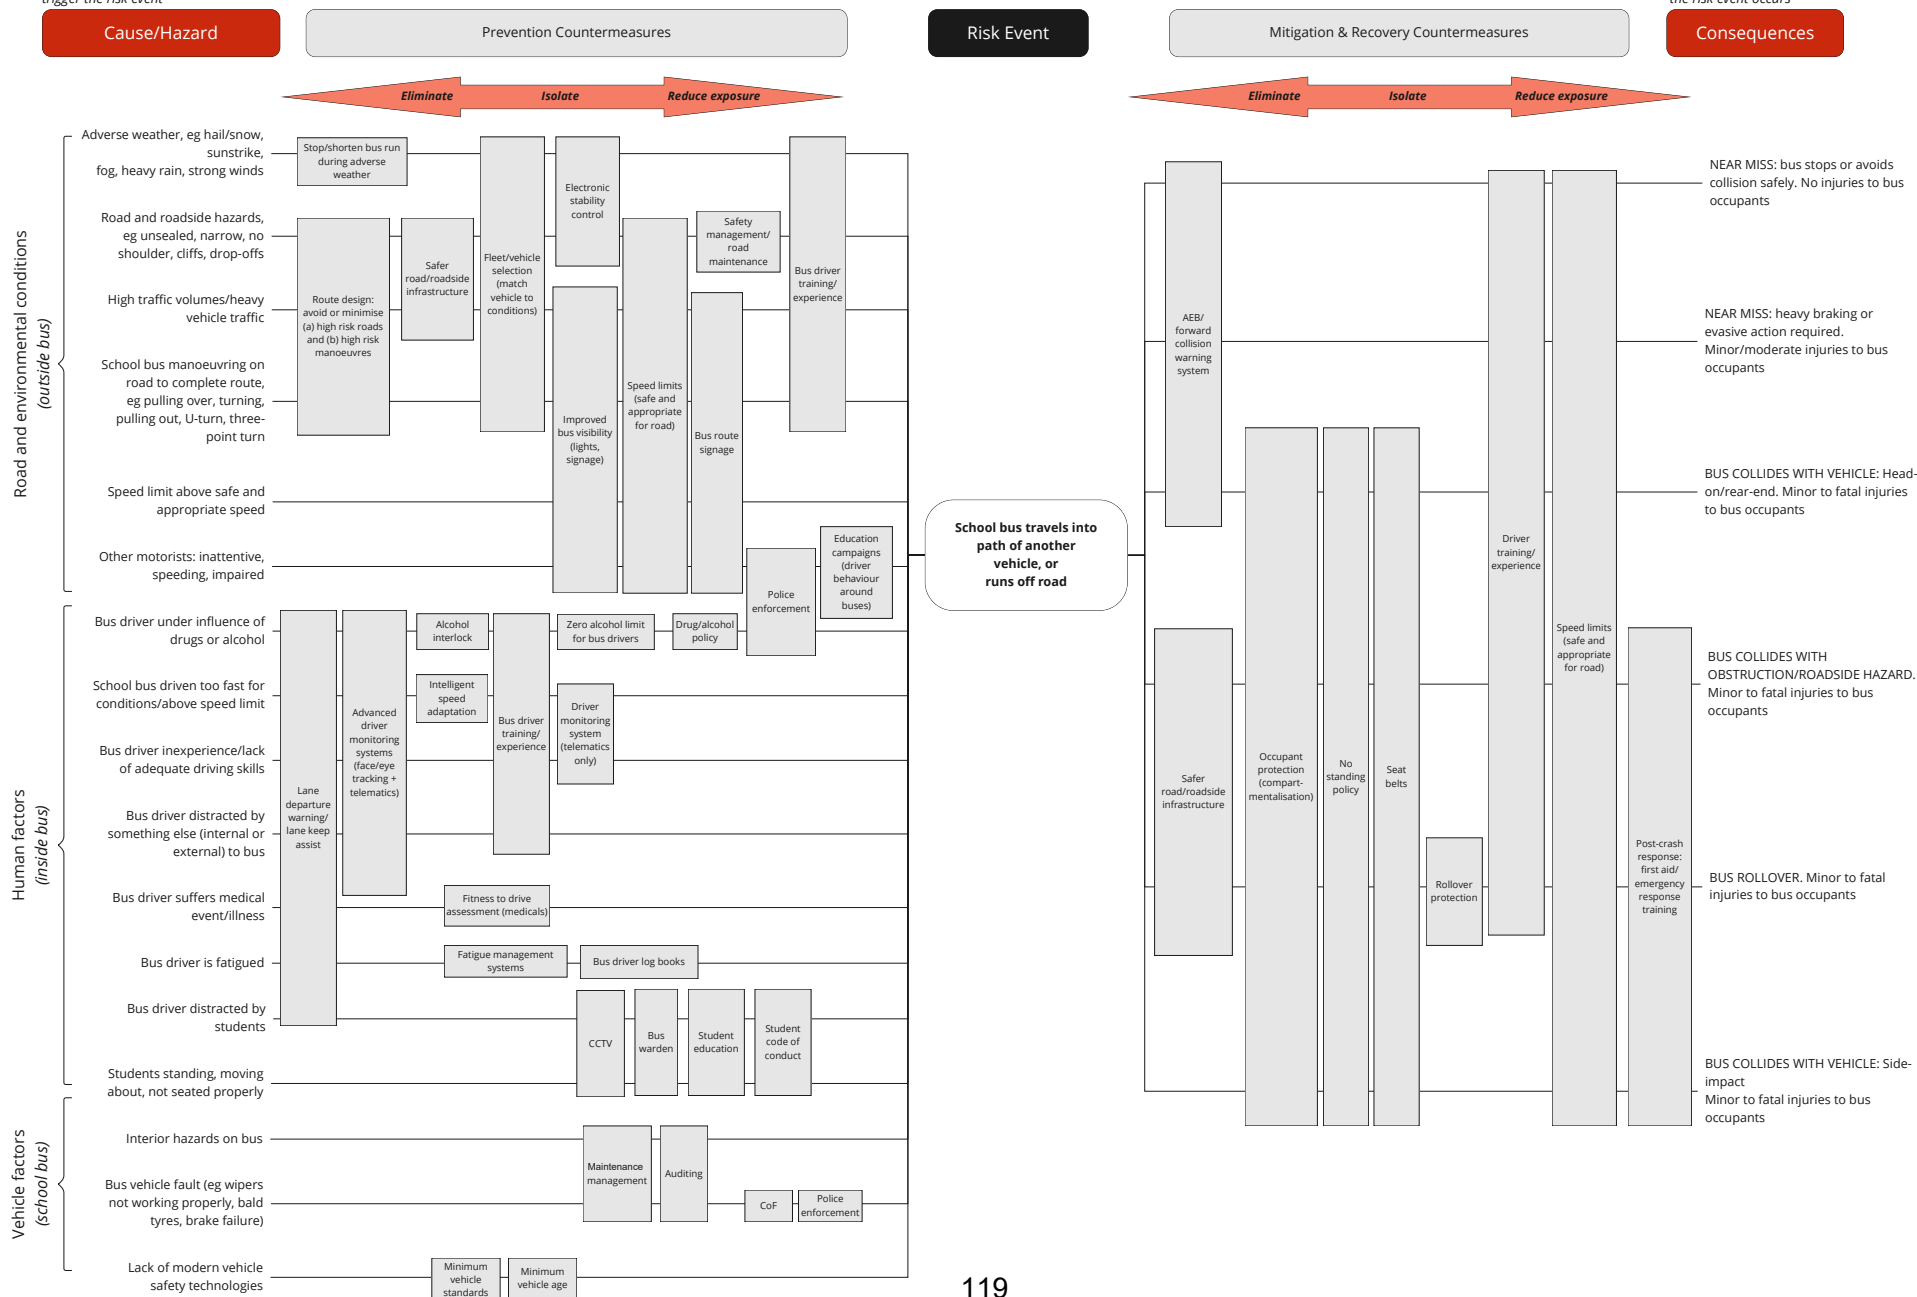 trigger the risk event
the risk event occurs
Cause/Hazard
Prevention Countermeasures
Risk Event
Mitigation & Recovery Countermeasures
Consequences
Eliminate
Isolate
Reduce exposure
Eliminate
Isolate
Reduce exposure
Road and environmental conditions
(outside bus)
Adverse weather, eg hail/snow,
sunstrike,
fog, heavy rain, strong winds
Road and roadside hazards,
eg unsealed, narrow, no
shoulder, cliffs, drop-offs
High traffic volumes/heavy
vehicle traffic
School bus manoeuvring on
road to complete route,
eg pulling over, turning,
pulling out, U-turn, three-
point turn
Speed limit above safe and
appropriate speed
Other motorists: inattentive,
speeding, impaired
Human factors
(inside bus)
Bus driver under influence of
drugs or alcohol
School bus driven too fast for
conditions/above speed limit
Bus driver inexperience/lack
of adequate driving skills
Bus driver distracted by
something else (internal or
external) to bus
Bus driver suffers medical
event/illness
Bus driver is fatigued
Bus driver distracted by
students
Students standing, moving
about, not seated properly
Vehicle factors
(school bus)
Interior hazards on bus
Bus vehicle fault (eg wipers
not working properly, bald
tyres, brake failure)
Lack of modern vehicle
safety technologies
Stop/shorten bus run
during adverse
weather
Route design:
avoid or minimise
(a) high risk roads
and (b) high risk
manoeuvres
Safer
road/roadside
infrastructure
Fleet/vehicle
selection
(match
vehicle to
conditions)
Electronic
stability
control
Improved
bus visibility
(lights,
signage)
Speed limits
(safe and
appropriate
for road)
Safety
management/
road
maintenance
Bus route
signage
Bus driver
training/
experience
Police
enforcement
Education
campaigns
(driver
behaviour
around
buses)
Lane
departure
warning/
lane keep
assist
Advanced
driver
monitoring
systems
(face/eye
tracking +
telematics)
Alcohol
interlock
Intelligent
speed
adaptation
Bus driver
training/
experience
Zero alcohol limit
for bus drivers
Drug/alcohol
policy
Driver
monitoring
system
(telematics
only)
Fitness to drive
assessment (medicals)
Fatigue management
systems
Bus driver log books
CCTV
Bus
warden
Student
education
Student
code of
conduct
Maintenance
management
Auditing
CoF
Police
enforcement
Minimum
vehicle
standards
Minimum
vehicle age
School bus travels into
path of another
vehicle, or
runs off road
AEB/
forward
collision
warning
system
Safer
road/roadside
infrastructure
Occupant
protection
(compart-
mentalisation)
No
standing
policy
Seat
belts
Rollover
protection
Driver
training/
experience
Speed limits
(safe and
appropriate
for road)
Post-crash
response:
first aid/
emergency
response
training
NEAR MISS: bus stops or avoids
collision safely. No injuries to bus
occupants
NEAR MISS: heavy braking or
evasive action required.
Minor/moderate injuries to bus
occupants
BUS COLLIDES WITH VEHICLE: Head-
on/rear-end. Minor to fatal injuries
to bus occupants
BUS COLLIDES WITH
OBSTRUCTION/ROADSIDE HAZARD.
Minor to fatal injuries to bus
occupants
BUS ROLLOVER. Minor to fatal
injuries to bus occupants
BUS COLLIDES WITH VEHICLE: Side-
impact
Minor to fatal injuries to bus
occupants
119